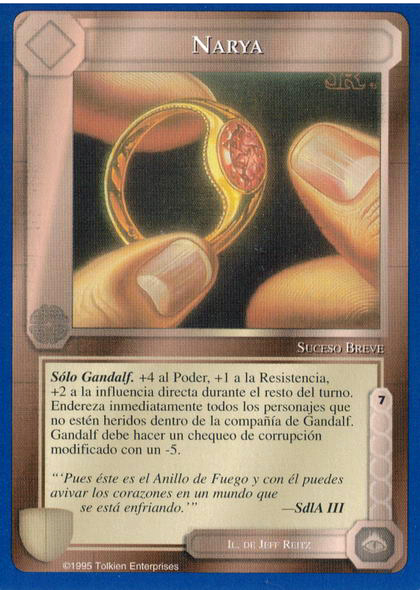 Narya
Suceso Breve
Sólo Gandalf. +4 al Poder, +1 a la Resistencia,
+2 a la influencia directa durante el resto del turno.
Endereza inmediatamente todos los personajes que
no estén heridos dentro de la compañía de Gandalf.
Gandalf debe hacer un chequeo de corrupción
modificado con un -5.
7
"'Pues éste es el Anillo de Fuego y con él puedes
avivar los corazones en un mundo que
se está enfriando.'" —SdlA III
Il. de Jeff Reitz
©1995 Tolkien Enterprises